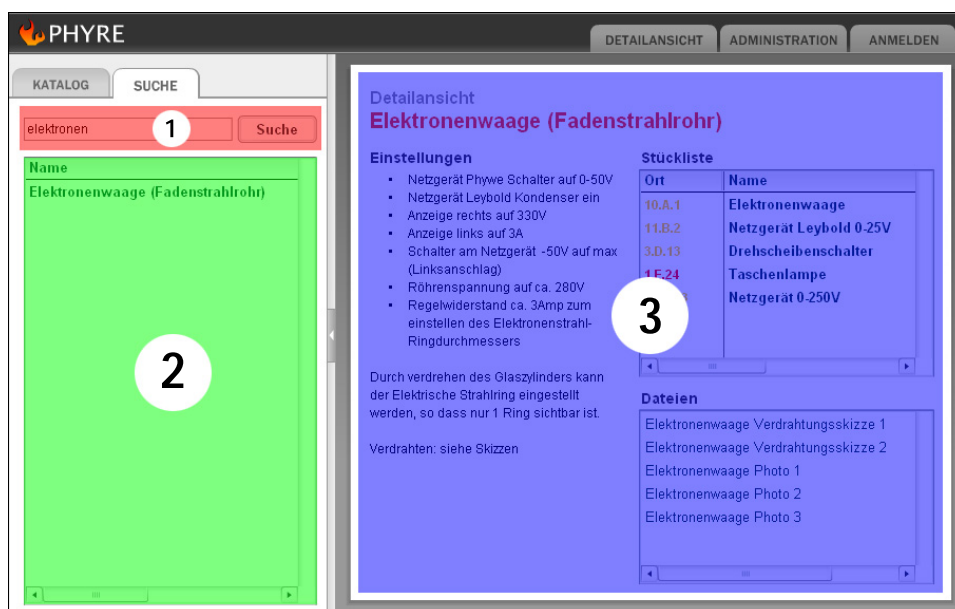 PHYRE
DETAILANSICHT
ADMINISTRATION
ANMELDEN
KATALOG
SUCHE
elektronen
1
Suche
Name
Elektronenwaage (Fadenstrahlrohr)
2
Detailansicht
Elektronenwaage (Fadenstrahlrohr)
Einstellungen
• Netzgerät Phywe Schalter auf 0-50V
• Netzgerät Leybold Kondenser ein
• Anzeige rechts auf 330V
• Anzeige links auf 3A
• Schalter am Netzgerät -50V auf max
(Linksanschlag)
• Röhrenspannung auf ca. 280V
• Regelwiderstand ca. 3Amp zum
einstellen des Elektronenstrahl-
Ringdurchmessers
Durch verdrehen des Glaszylinders kann
der Elektrische Strahlring eingestellt
werden, so dass nur 1 Ring sichtbar ist.
Verdrahten: siehe Skizzen
Stückliste
Ort Name
10.A.1 Elektronenwaage
11.B.2 Netzgerät Leybold 0-25V
3.D.13 Drehscheibenschalter
1.F.24 Taschenlampe
Netzgerät 0-250V
3
Dateien
Elektronenwaage Verdrahtungsskizze 1
Elektronenwaage Verdrahtungsskizze 2
Elektronenwaage Photo 1
Elektronenwaage Photo 2
Elektronenwaage Photo 3